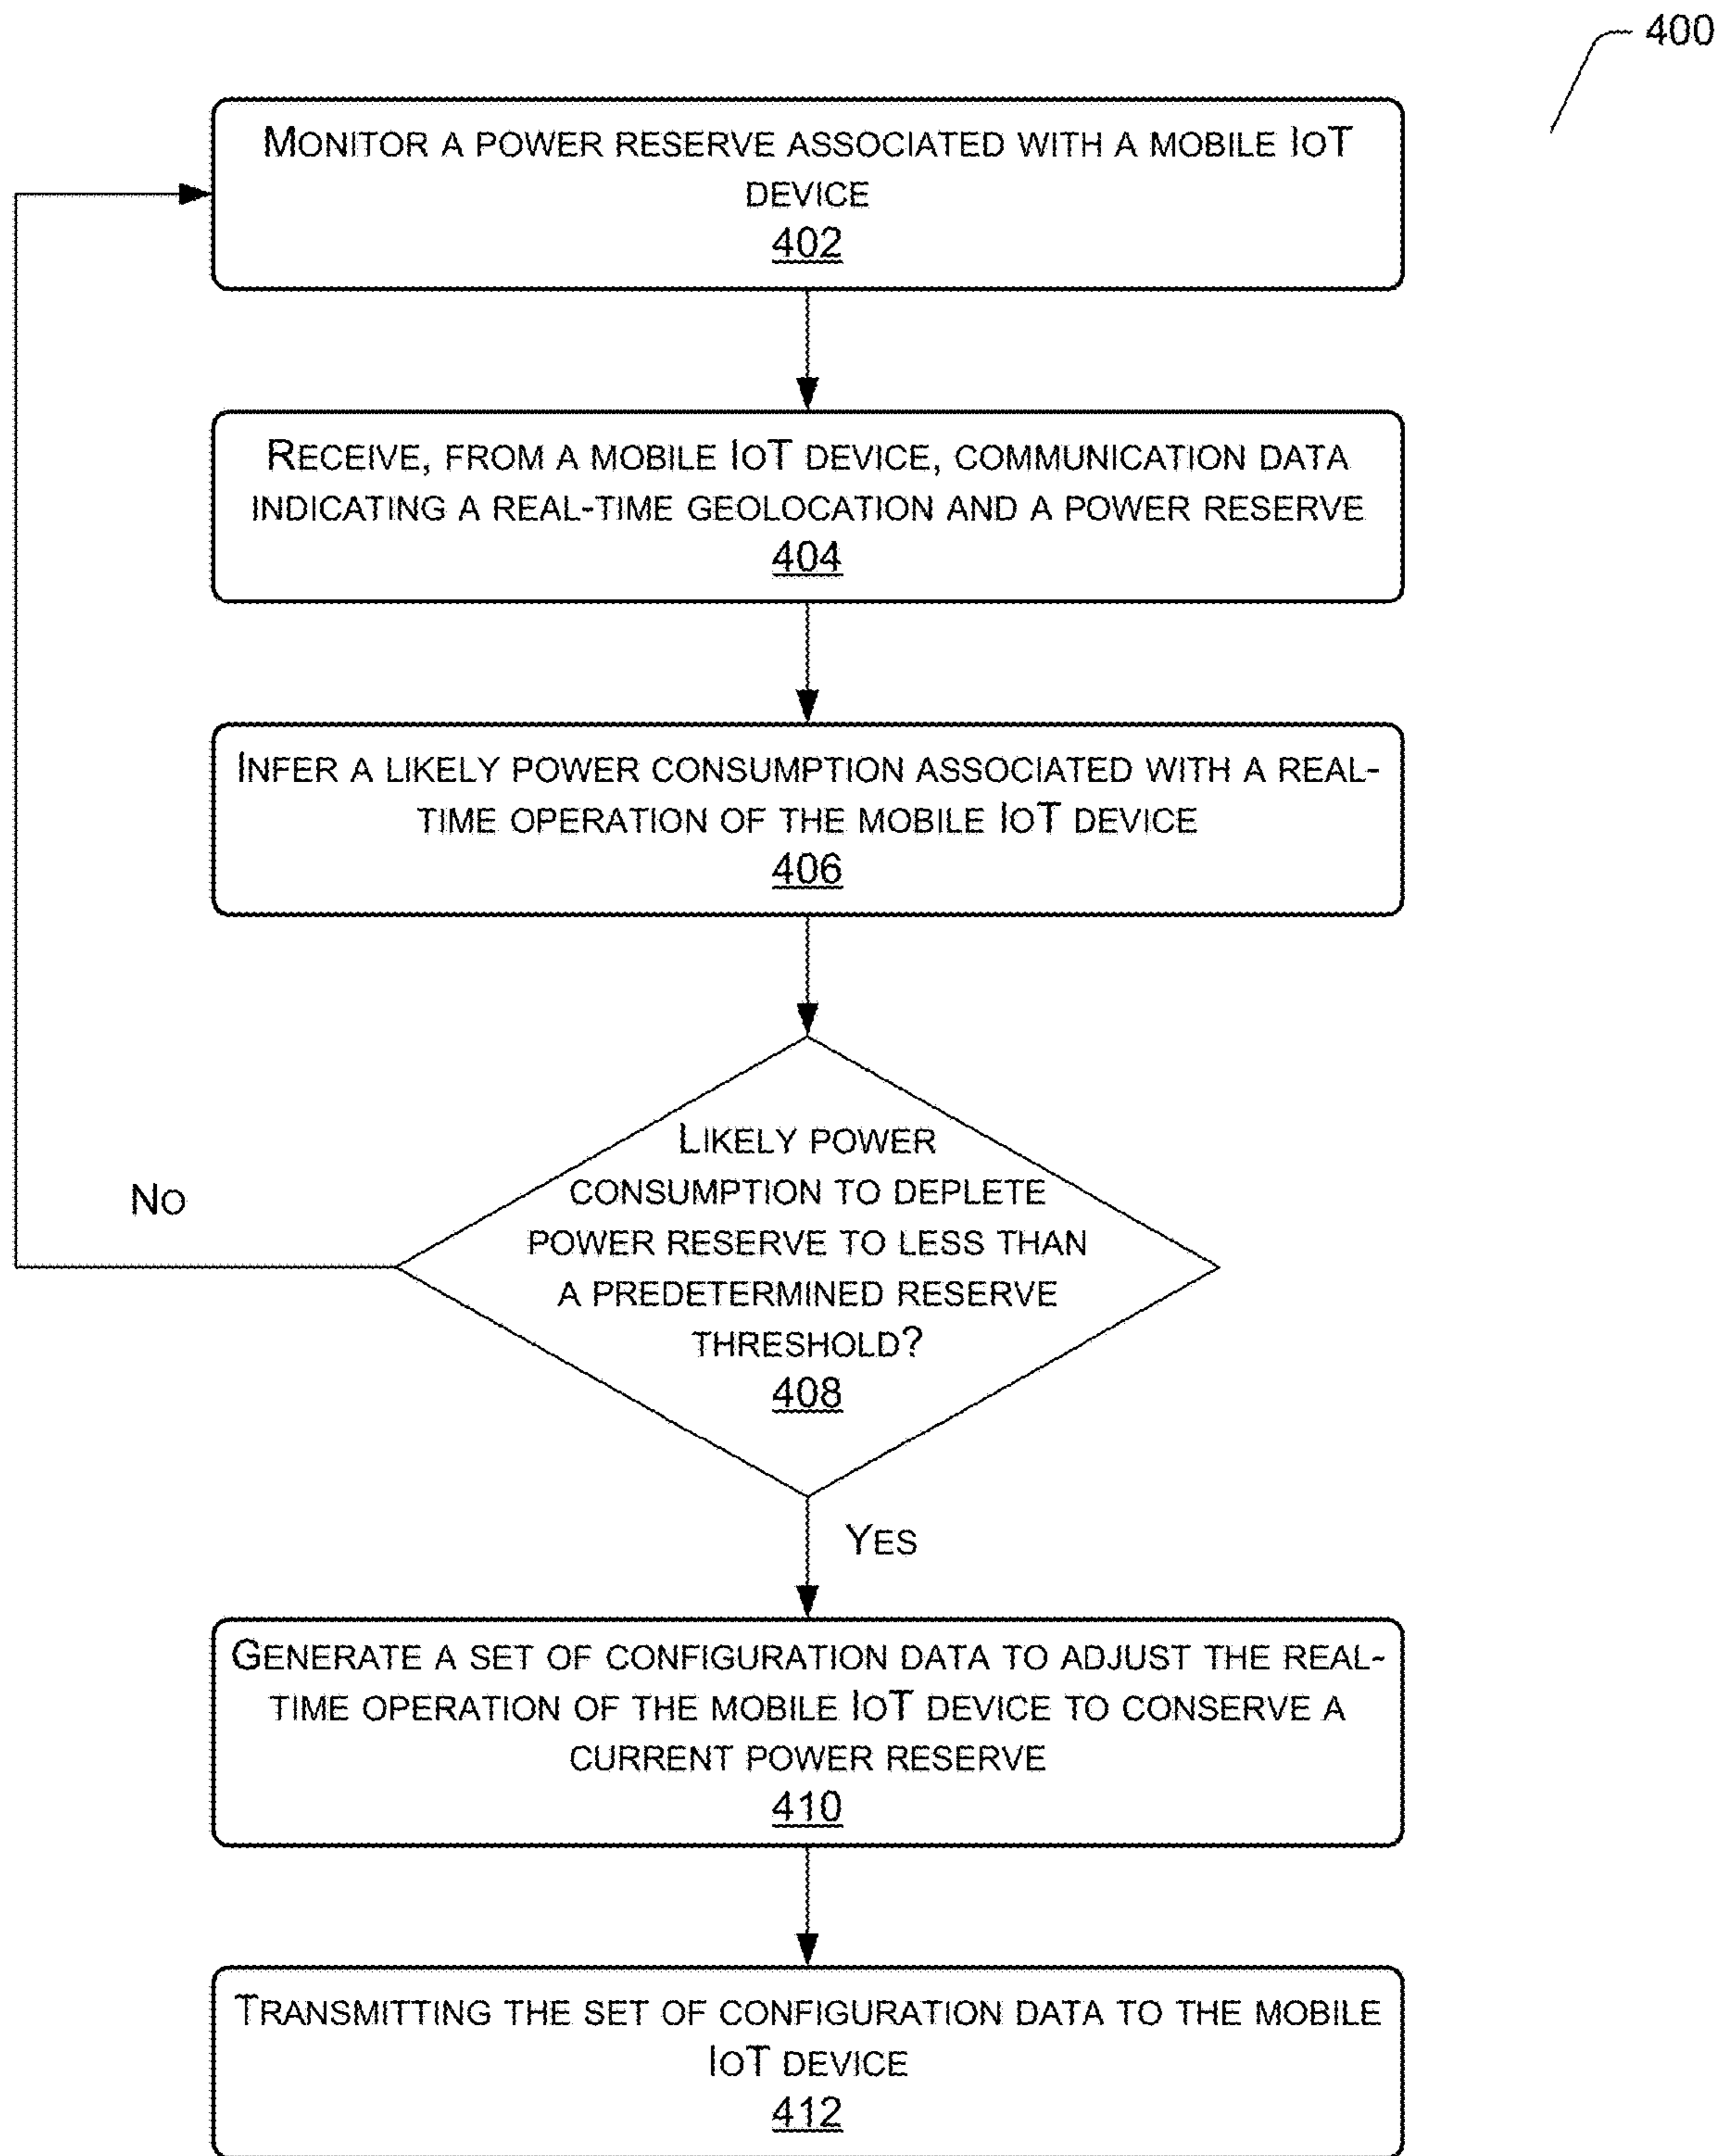 400
MONITOR A POWER RESERVE ASSOCIATED WITH A MOBILE IOT
DEVICE
402
RECEIVE, FROM A MOBILE IOT DEVICE, COMMUNICATION DATA
INDICATING A REAL-TIME GEOLOCATION AND A POWER RESERVE
404
INFER A LIKELY POWER CONSUMPTION ASSOCIATED WITH A REAL-
TIME OPERATION OF THE MOBILE IOT DEVICE
406
LIKELY POWER
CONSUMPTION TO DEPLETE
POWER RESERVE TO LESS THAN
A PREDETERMINED RESERVE
THRESHOLD?
408
NO
YES
GENERATE A SET OF CONFIGURATION DATA TO ADJUST THE REAL-
TIME OPERATION OF THE MOBILE IOT DEVICE TO CONSERVE A
CURRENT POWER RESERVE
410
TRANSMITTING THE SET OF CONFIGURATION DATA TO THE MOBILE
IOT DEVICE
412